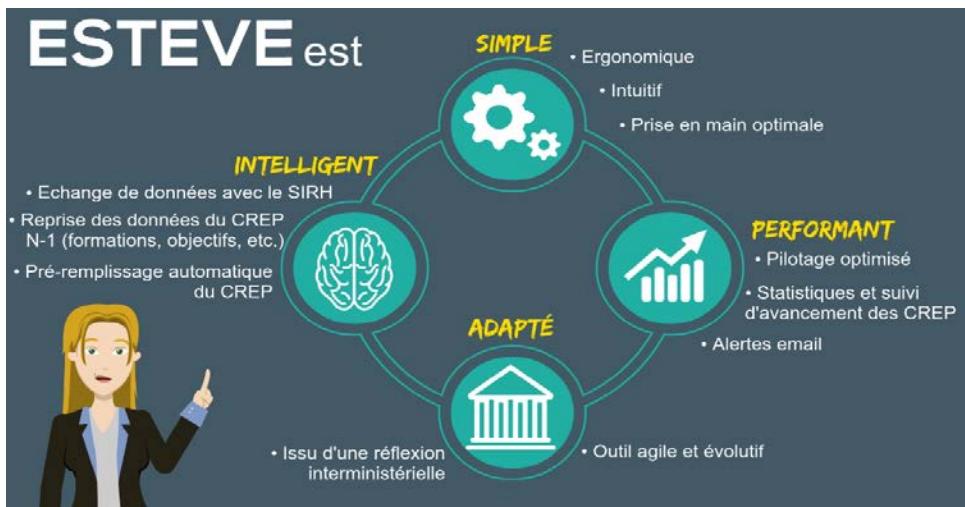 ESTEVE est
SIMPLE
• Ergonomique
• Intuitif
• Prise en main optimale
INTELLIGENT
• Echange de données avec le SIRH
• Reprise des données du CREP
N-1 (formations, objectifs, etc.)
• Pré-remplissage automatique
du CREP
PERFORMANT
• Pilotage optimisé
• Statistiques et suivi
d'avancement des CREP
• Alertes email
ADAPTÉ
• Issu d'une réflexion
interministérielle
• Outil agile et évolutif